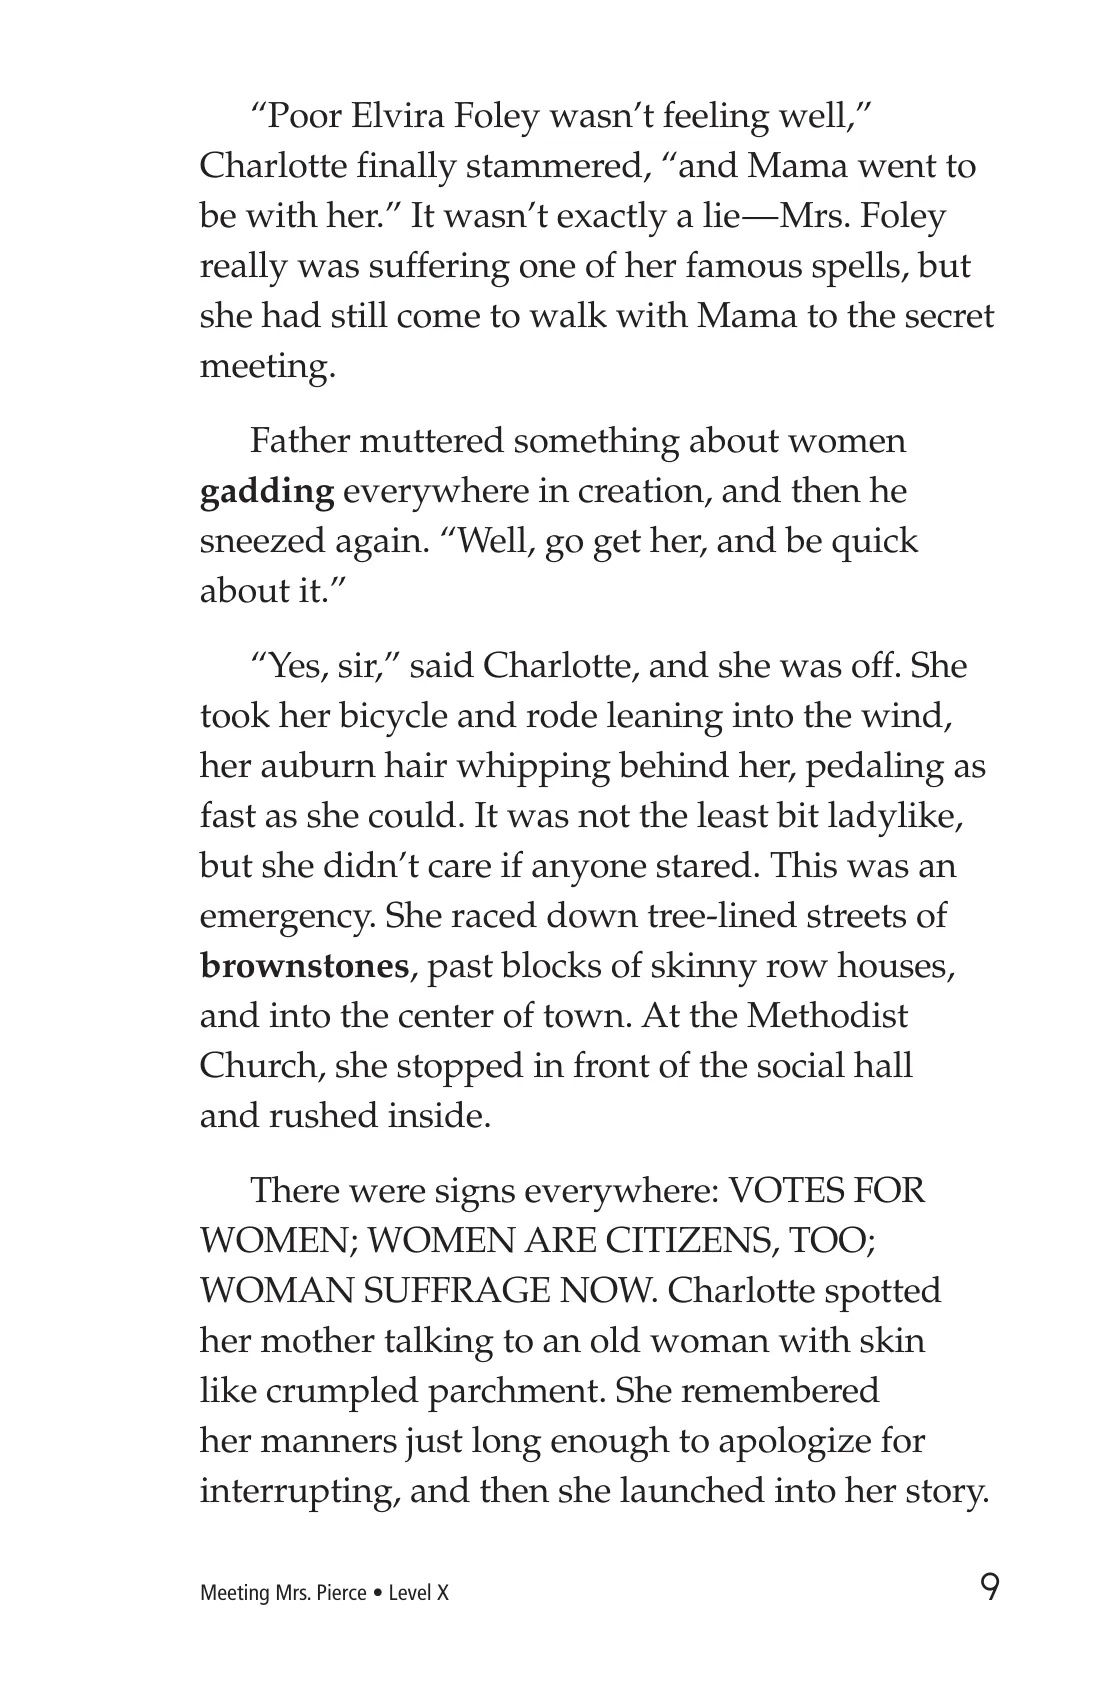 “Poor Elvira Foley wasn’t feeling well,”
Charlotte finally stammered, “and Mama went to
be with her.” It wasn’t exactly a lie—Mrs. Foley
really was suffering one of her famous spells, but
she had still come to walk with Mama to the secret
meeting.
Father muttered something about women
gadding everywhere in creation, and then he
sneezed again. “Well, go get her, and be quick
about it.”
“Yes, sir,” said Charlotte, and she was off. She
took her bicycle and rode leaning into the wind,
her auburn hair whipping behind her, pedaling as
fast as she could. It was not the least bit ladylike,
but she didn’t care if anyone stared. This was an
emergency. She raced down tree-lined streets of
brownstones, past blocks of skinny row houses,
and into the center of town. At the Methodist
Church, she stopped in front of the social hall
and rushed inside.
There were signs everywhere: VOTES FOR
WOMEN; WOMEN ARE CITIZENS, TOO;
WOMAN SUFFRAGE NOW. Charlotte spotted
her mother talking to an old woman with skin
like crumpled parchment. She remembered
her manners just long enough to apologize for
interrupting, and then she launched into her story.
Meeting Mrs. Pierce • Level X 9